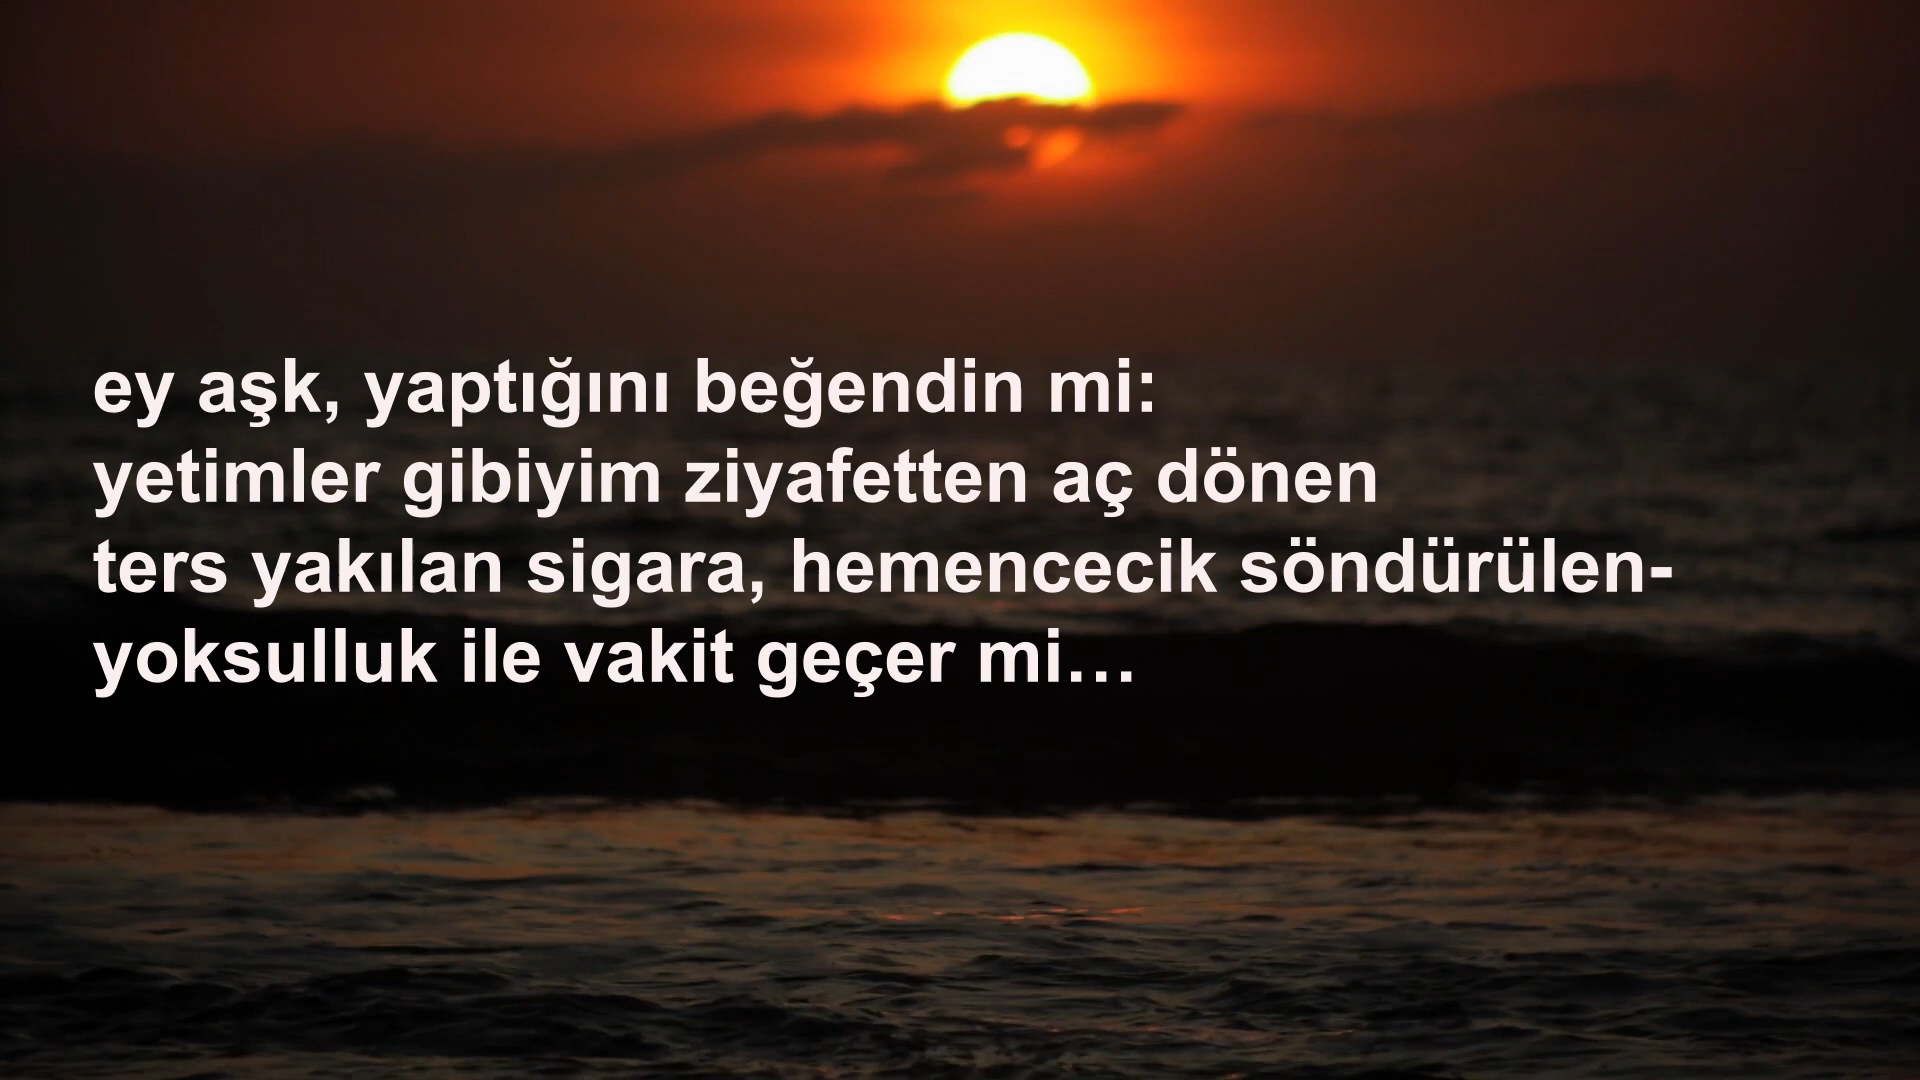 ey aşk, yaptığını beğendin mi:
yetimler gibiyim ziyafetten aç dönen
ters yakılan sigara, hemencecik söndürülen-
yoksulluk ile vakit geçer mi…